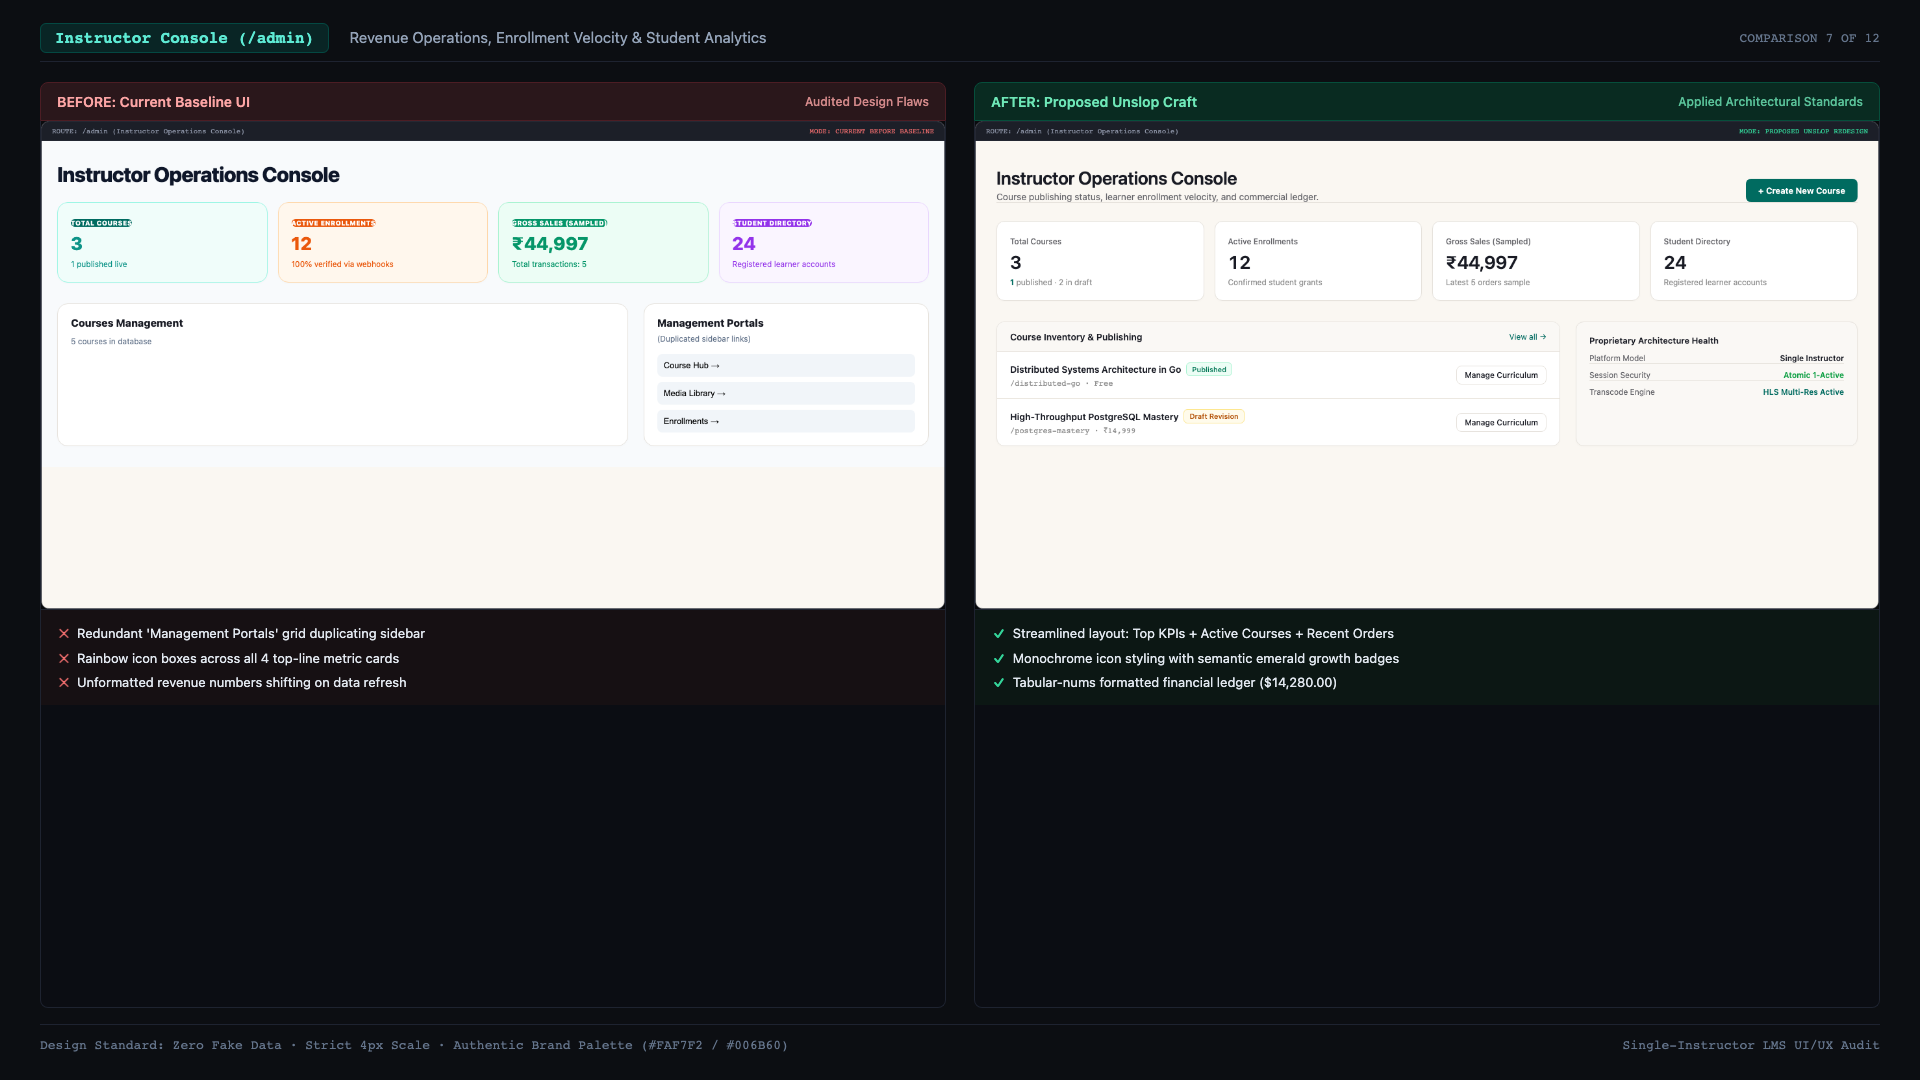 Instructor Console (/admin)
Revenue Operations, Enrollment Velocity & Student Analytics
COMPARISON 7 OF 12
BEFORE: Current Baseline UI
Audited Design Flaws
ROUTE: /admin (Instructor Operations Console)
MODE: CURRENT BEFORE BASELINE
Instructor Operations Console
TOTAL COURSES
3
1 published live
ACTIVE ENROLLMENTS
12
100% verified via webhooks
GROSS SALES (SAMPLED)
₹44,997
Total transactions: 5
STUDENT DIRECTORY
24
Registered learner accounts
Courses Management
5 courses in database
Management Portals
(Duplicated sidebar links)
Course Hub →
Media Library →
Enrollments →
✕ Redundant 'Management Portals' grid duplicating sidebar
✕ Rainbow icon boxes across all 4 top-line metric cards
✕ Unformatted revenue numbers shifting on data refresh
AFTER: Proposed Unslop Craft
Applied Architectural Standards
ROUTE: /admin (Instructor Operations Console)
MODE: PROPOSED UNSLOP REDESIGN
Instructor Operations Console
Course publishing status, learner enrollment velocity, and commercial ledger.
+ Create New Course
Total Courses
3
1 published · 2 in draft
Active Enrollments
12
Confirmed student grants
Gross Sales (Sampled)
₹44,997
Latest 5 orders sample
Student Directory
24
Registered learner accounts
Course Inventory & Publishing
View all →
Distributed Systems Architecture in Go Published
/distributed-go · Free
Manage Curriculum
High-Throughput PostgreSQL Mastery Draft Revision
/postgres-mastery · ₹14,999
Manage Curriculum
Proprietary Architecture Health
Platform Model Single Instructor
Session Security Atomic 1-Active
Transcode Engine HLS Multi-Res Active
✓ Streamlined layout: Top KPIs + Active Courses + Recent Orders
✓ Monochrome icon styling with semantic emerald growth badges
✓ Tabular-nums formatted financial ledger ($14,280.00)
Design Standard: Zero Fake Data · Strict 4px Scale · Authentic Brand Palette (#FAF7F2 / #006B60)
Single-Instructor LMS UI/UX Audit